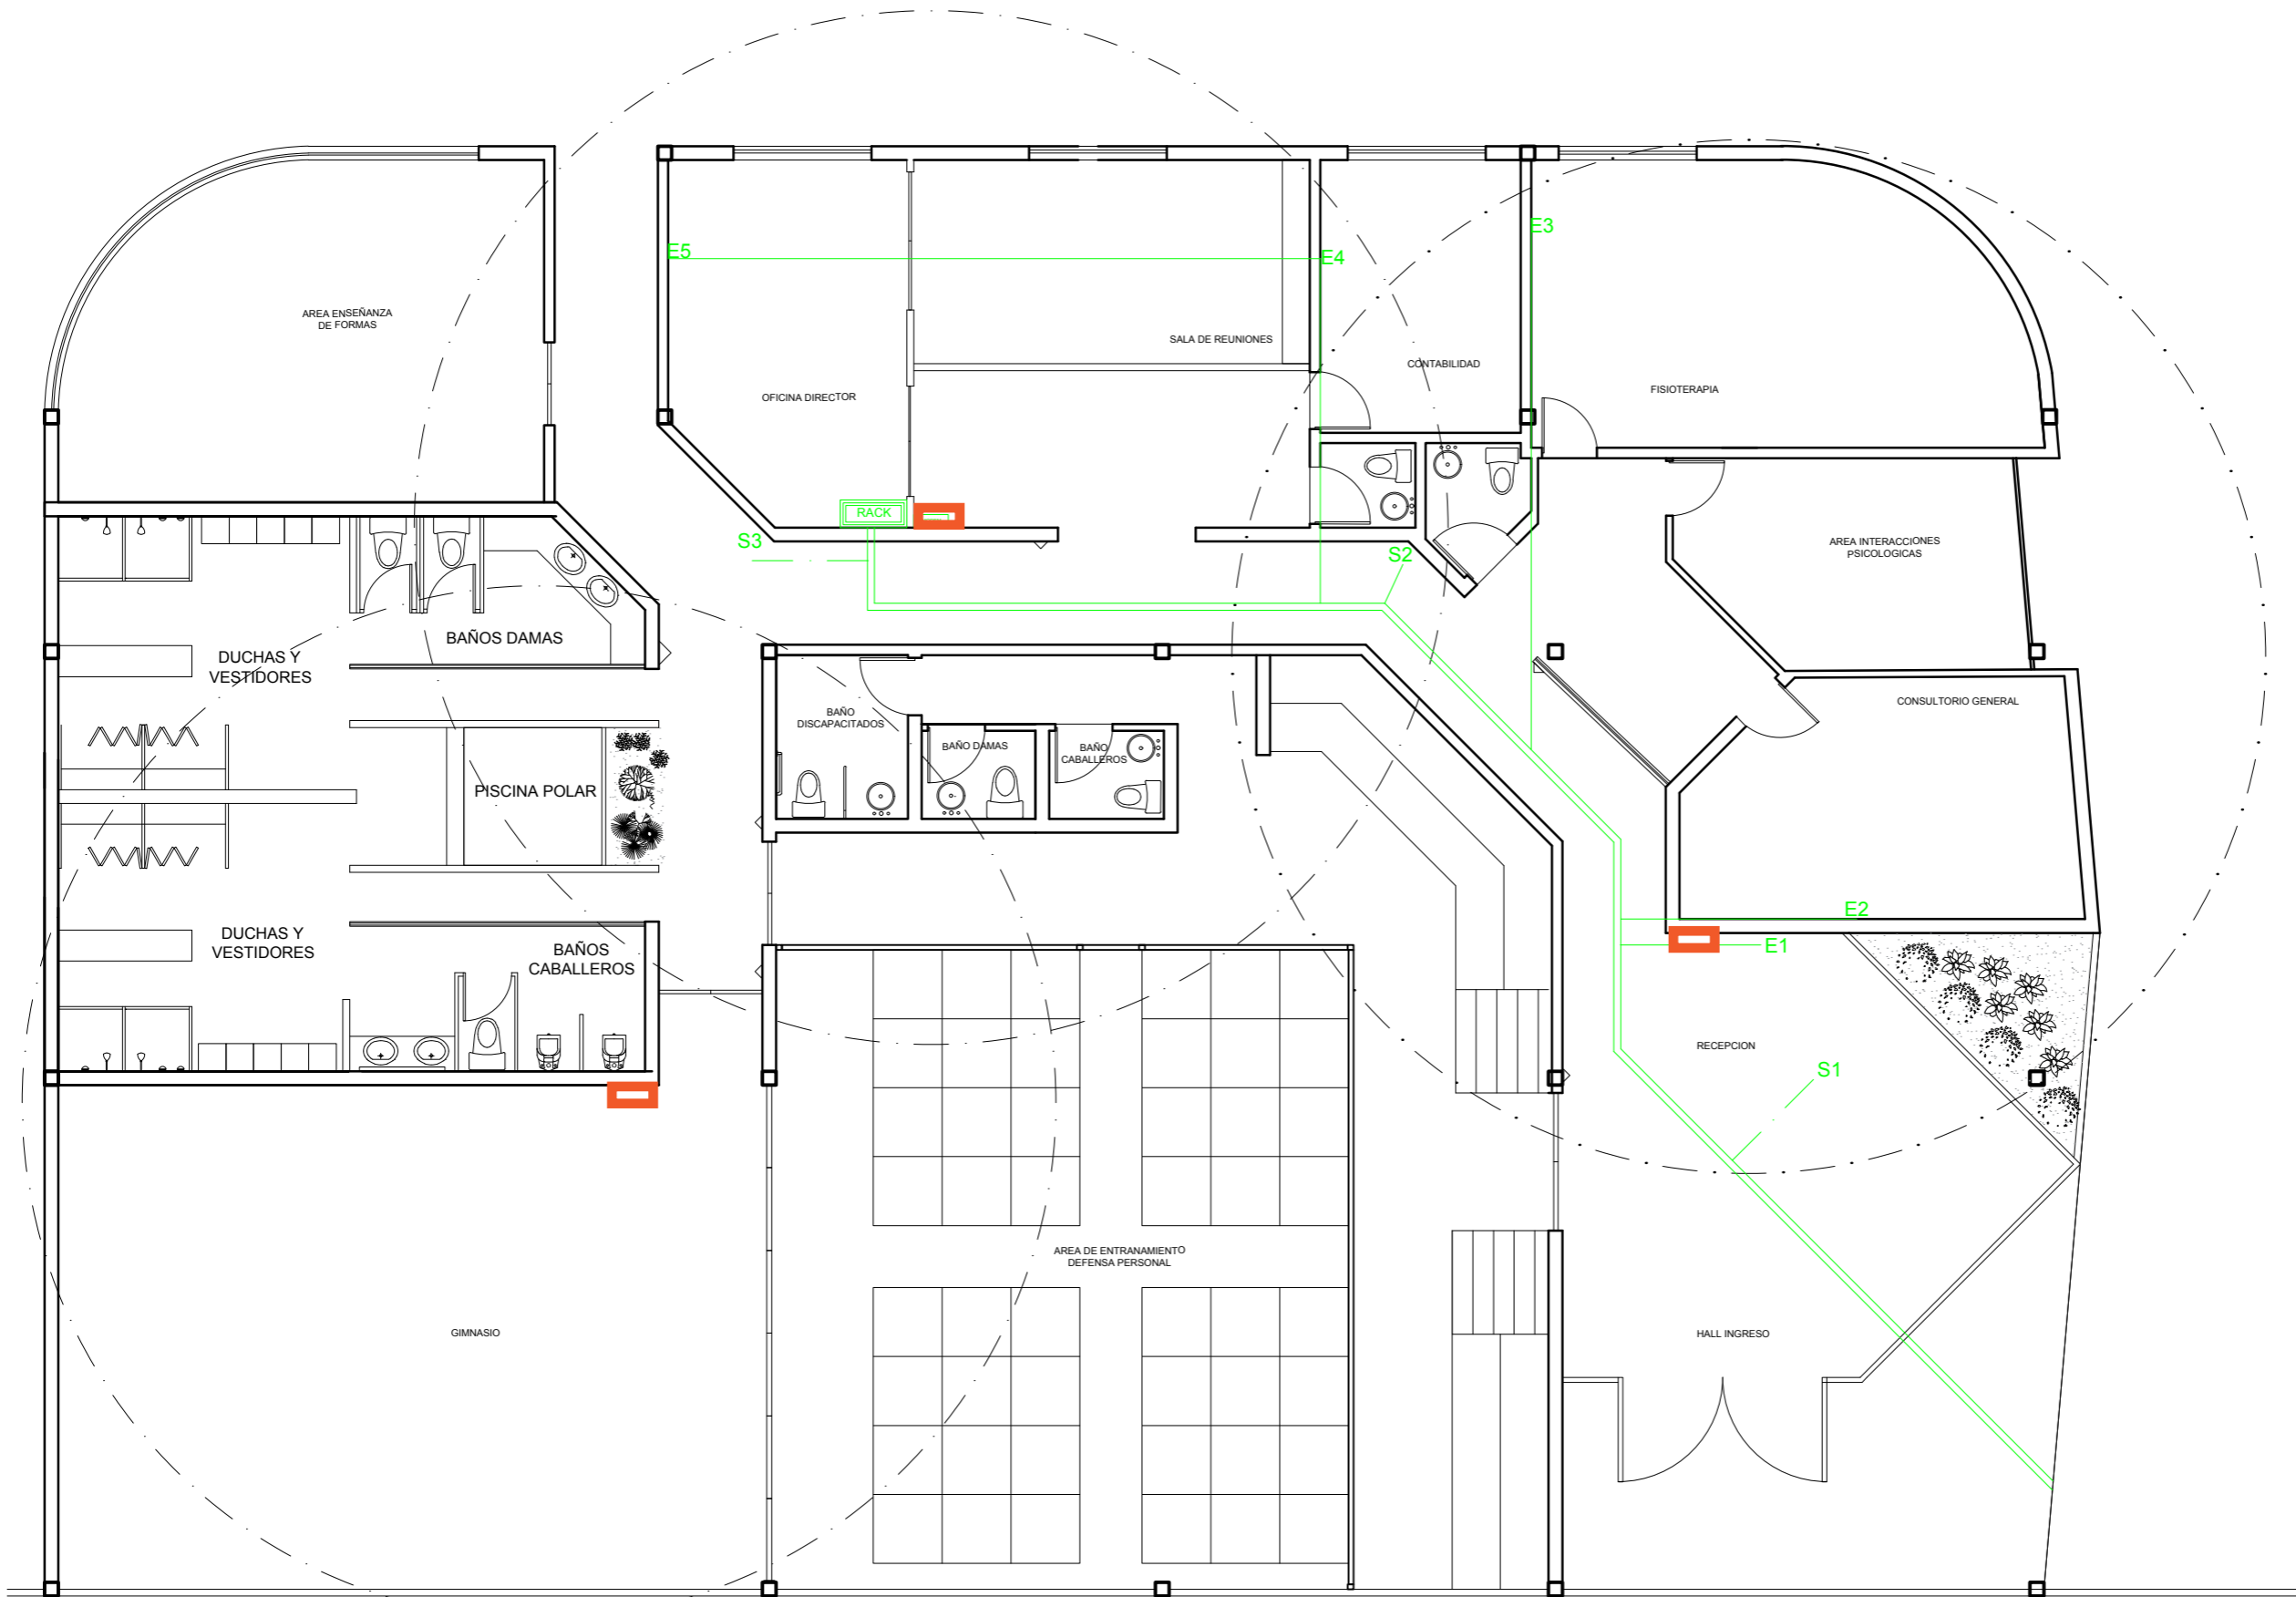 E3
E5
E4
AREA ENSEÑANZA
DE FORMAS
SALA DE REUNIONES
CONTABILIDAD
OFICINA DIRECTOR
FISIOTERAPIA
RACK
S3
S2
AREA INTERACCIONES
PSICOLOGICAS
BAÑOS DAMAS
DUCHAS Y
VESTIDORES
CONSULTORIO GENERAL
BAÑO
DISCAPACITADOS
BAÑO DAMAS
BAÑO
CABALLEROS
PISCINA POLAR
E2
E1
DUCHAS Y
VESTIDORES
BAÑOS
CABALLEROS
RECEPCION
S1
AREA DE ENTRANAMIENTO
DEFENSA PERSONAL
GIMNASIO
HALL INGRESO